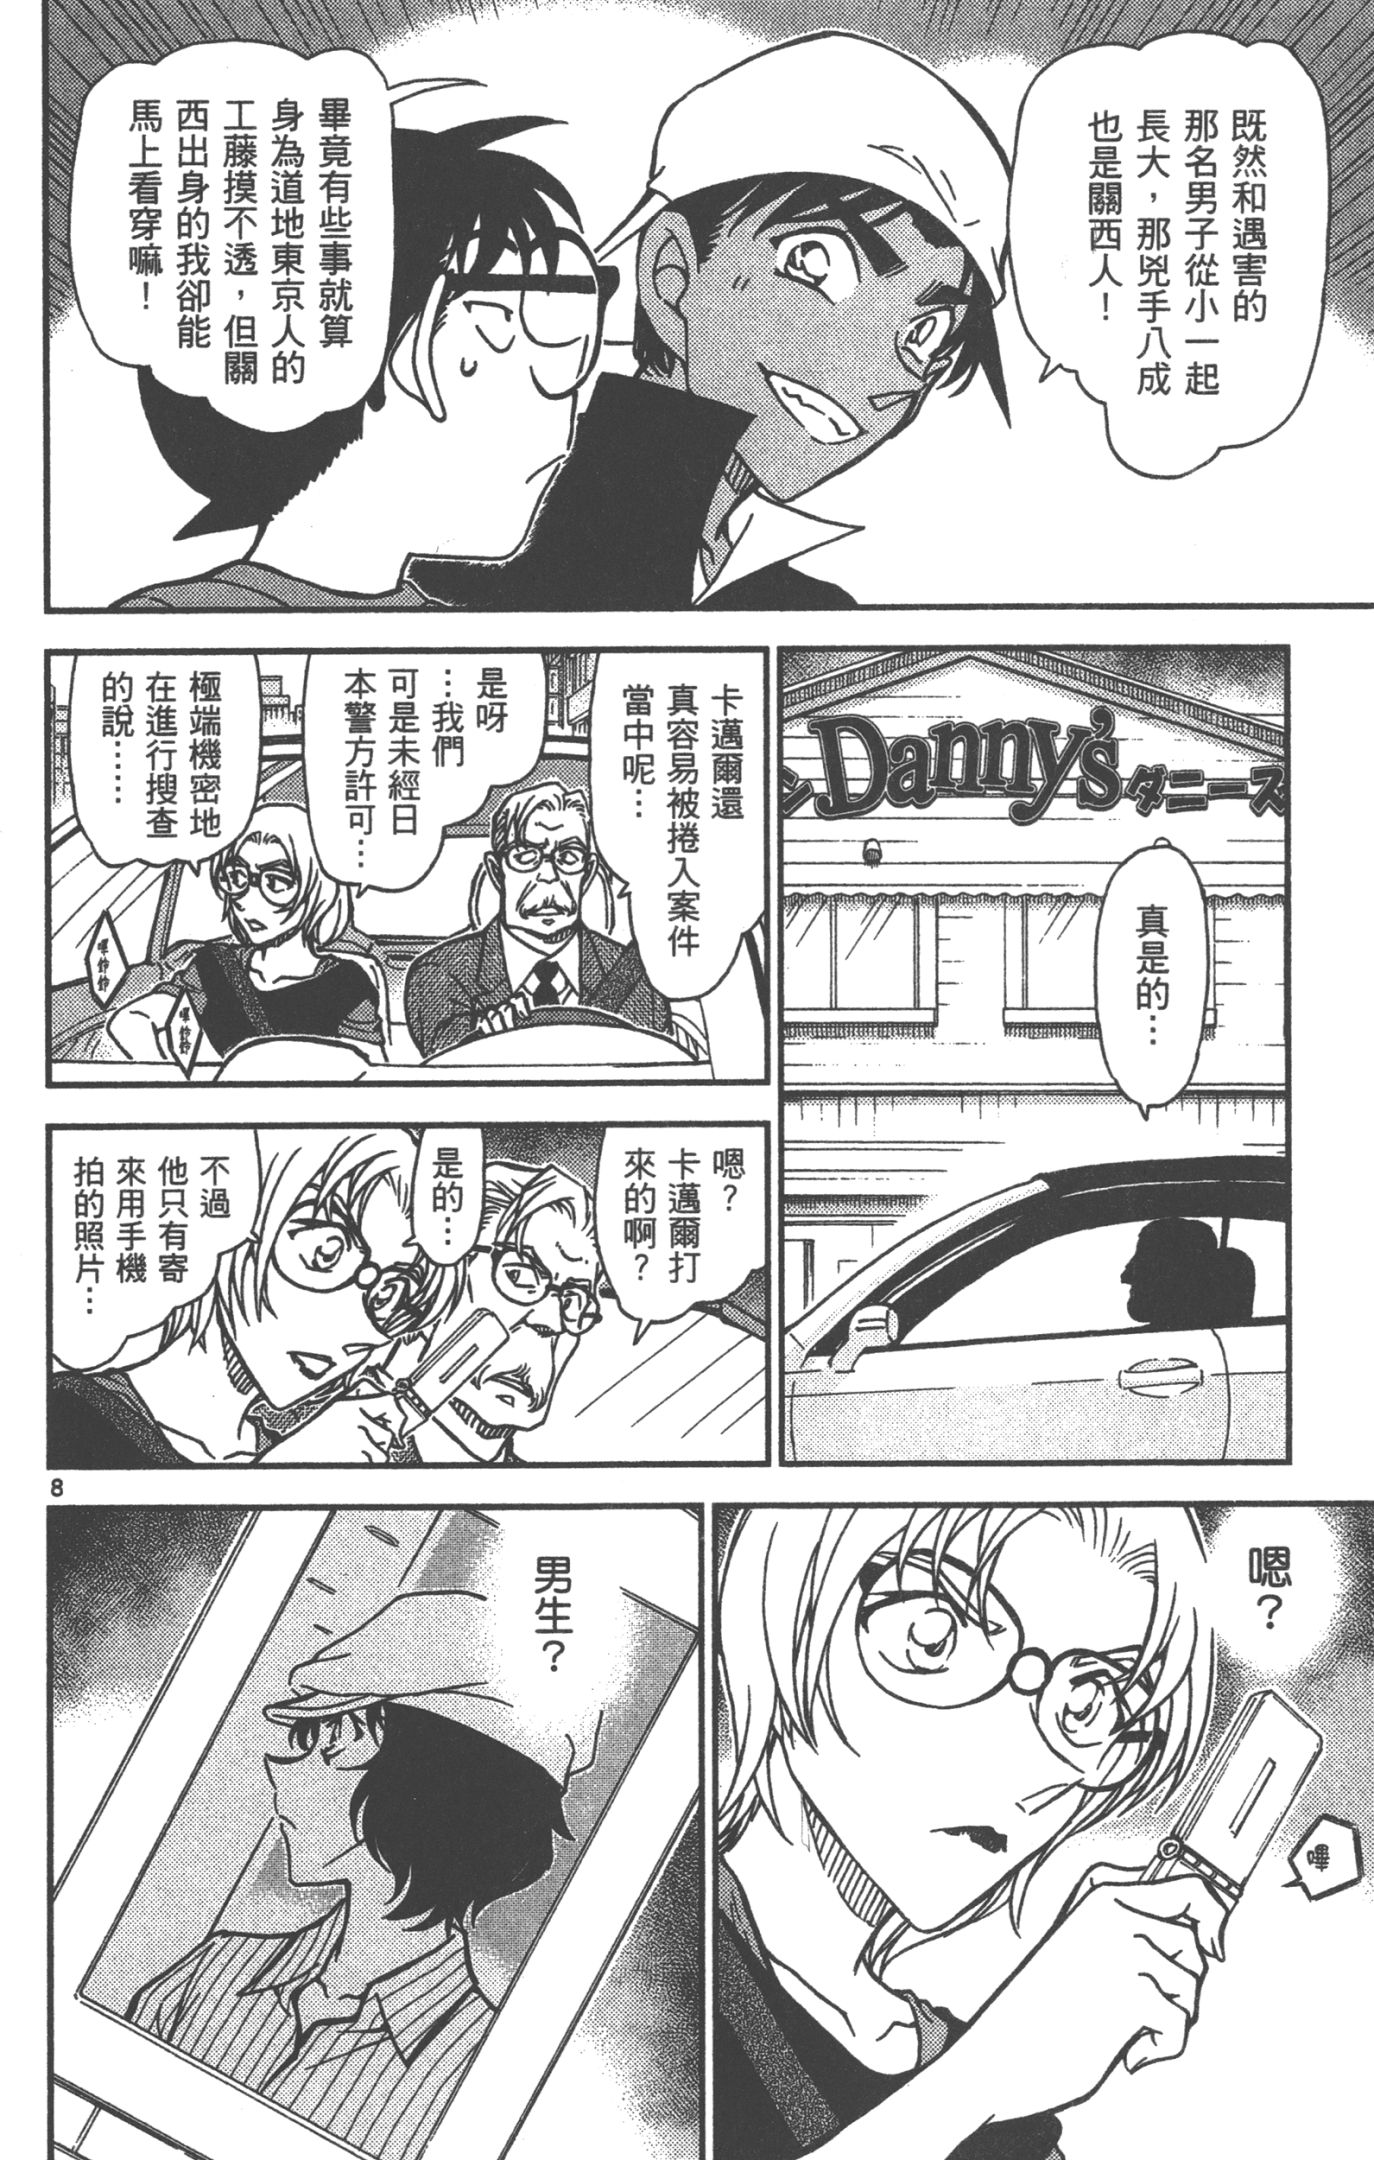 既然和遇害的
那名男子從小一起
長大，那兇手八成
也是關西人！
畢竟有些事就算
身為道地東京人的
工藤摸不透，但關
西出身的我卻能
馬上看穿嘛！
Danny's
ダニーズ
真是的…
卡邁爾還
真容易被捲入案件
當中呢…
是呀
…我們
可是未經日
本警方許可…
極端機密地
在進行搜查
的說……
嗶鈴鈴
嗶鈴鈴
嗯？
卡邁爾打
來的啊？
是的…
不過
他只有寄
來用手機
拍的照片…
8
嗯？
嗶
男生？